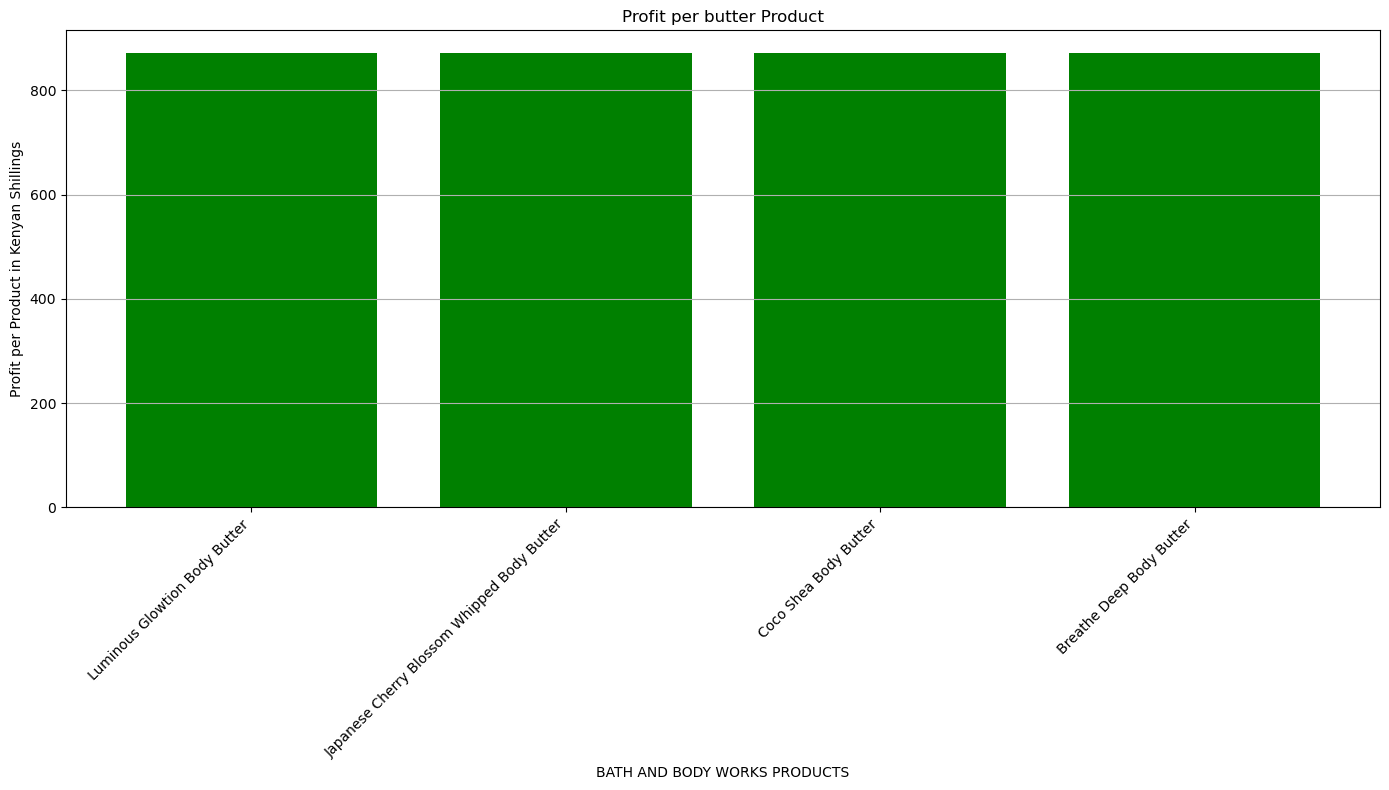 Profit per butter Product
Profit per Product in Kenyan Shillings
800
600
400
200
0
Luminous Glowtion Body Butter
Japanese Cherry Blossom Whipped Body Butter
Coco Shea Body Butter
Breathe Deep Body Butter
BATH AND BODY WORKS PRODUCTS